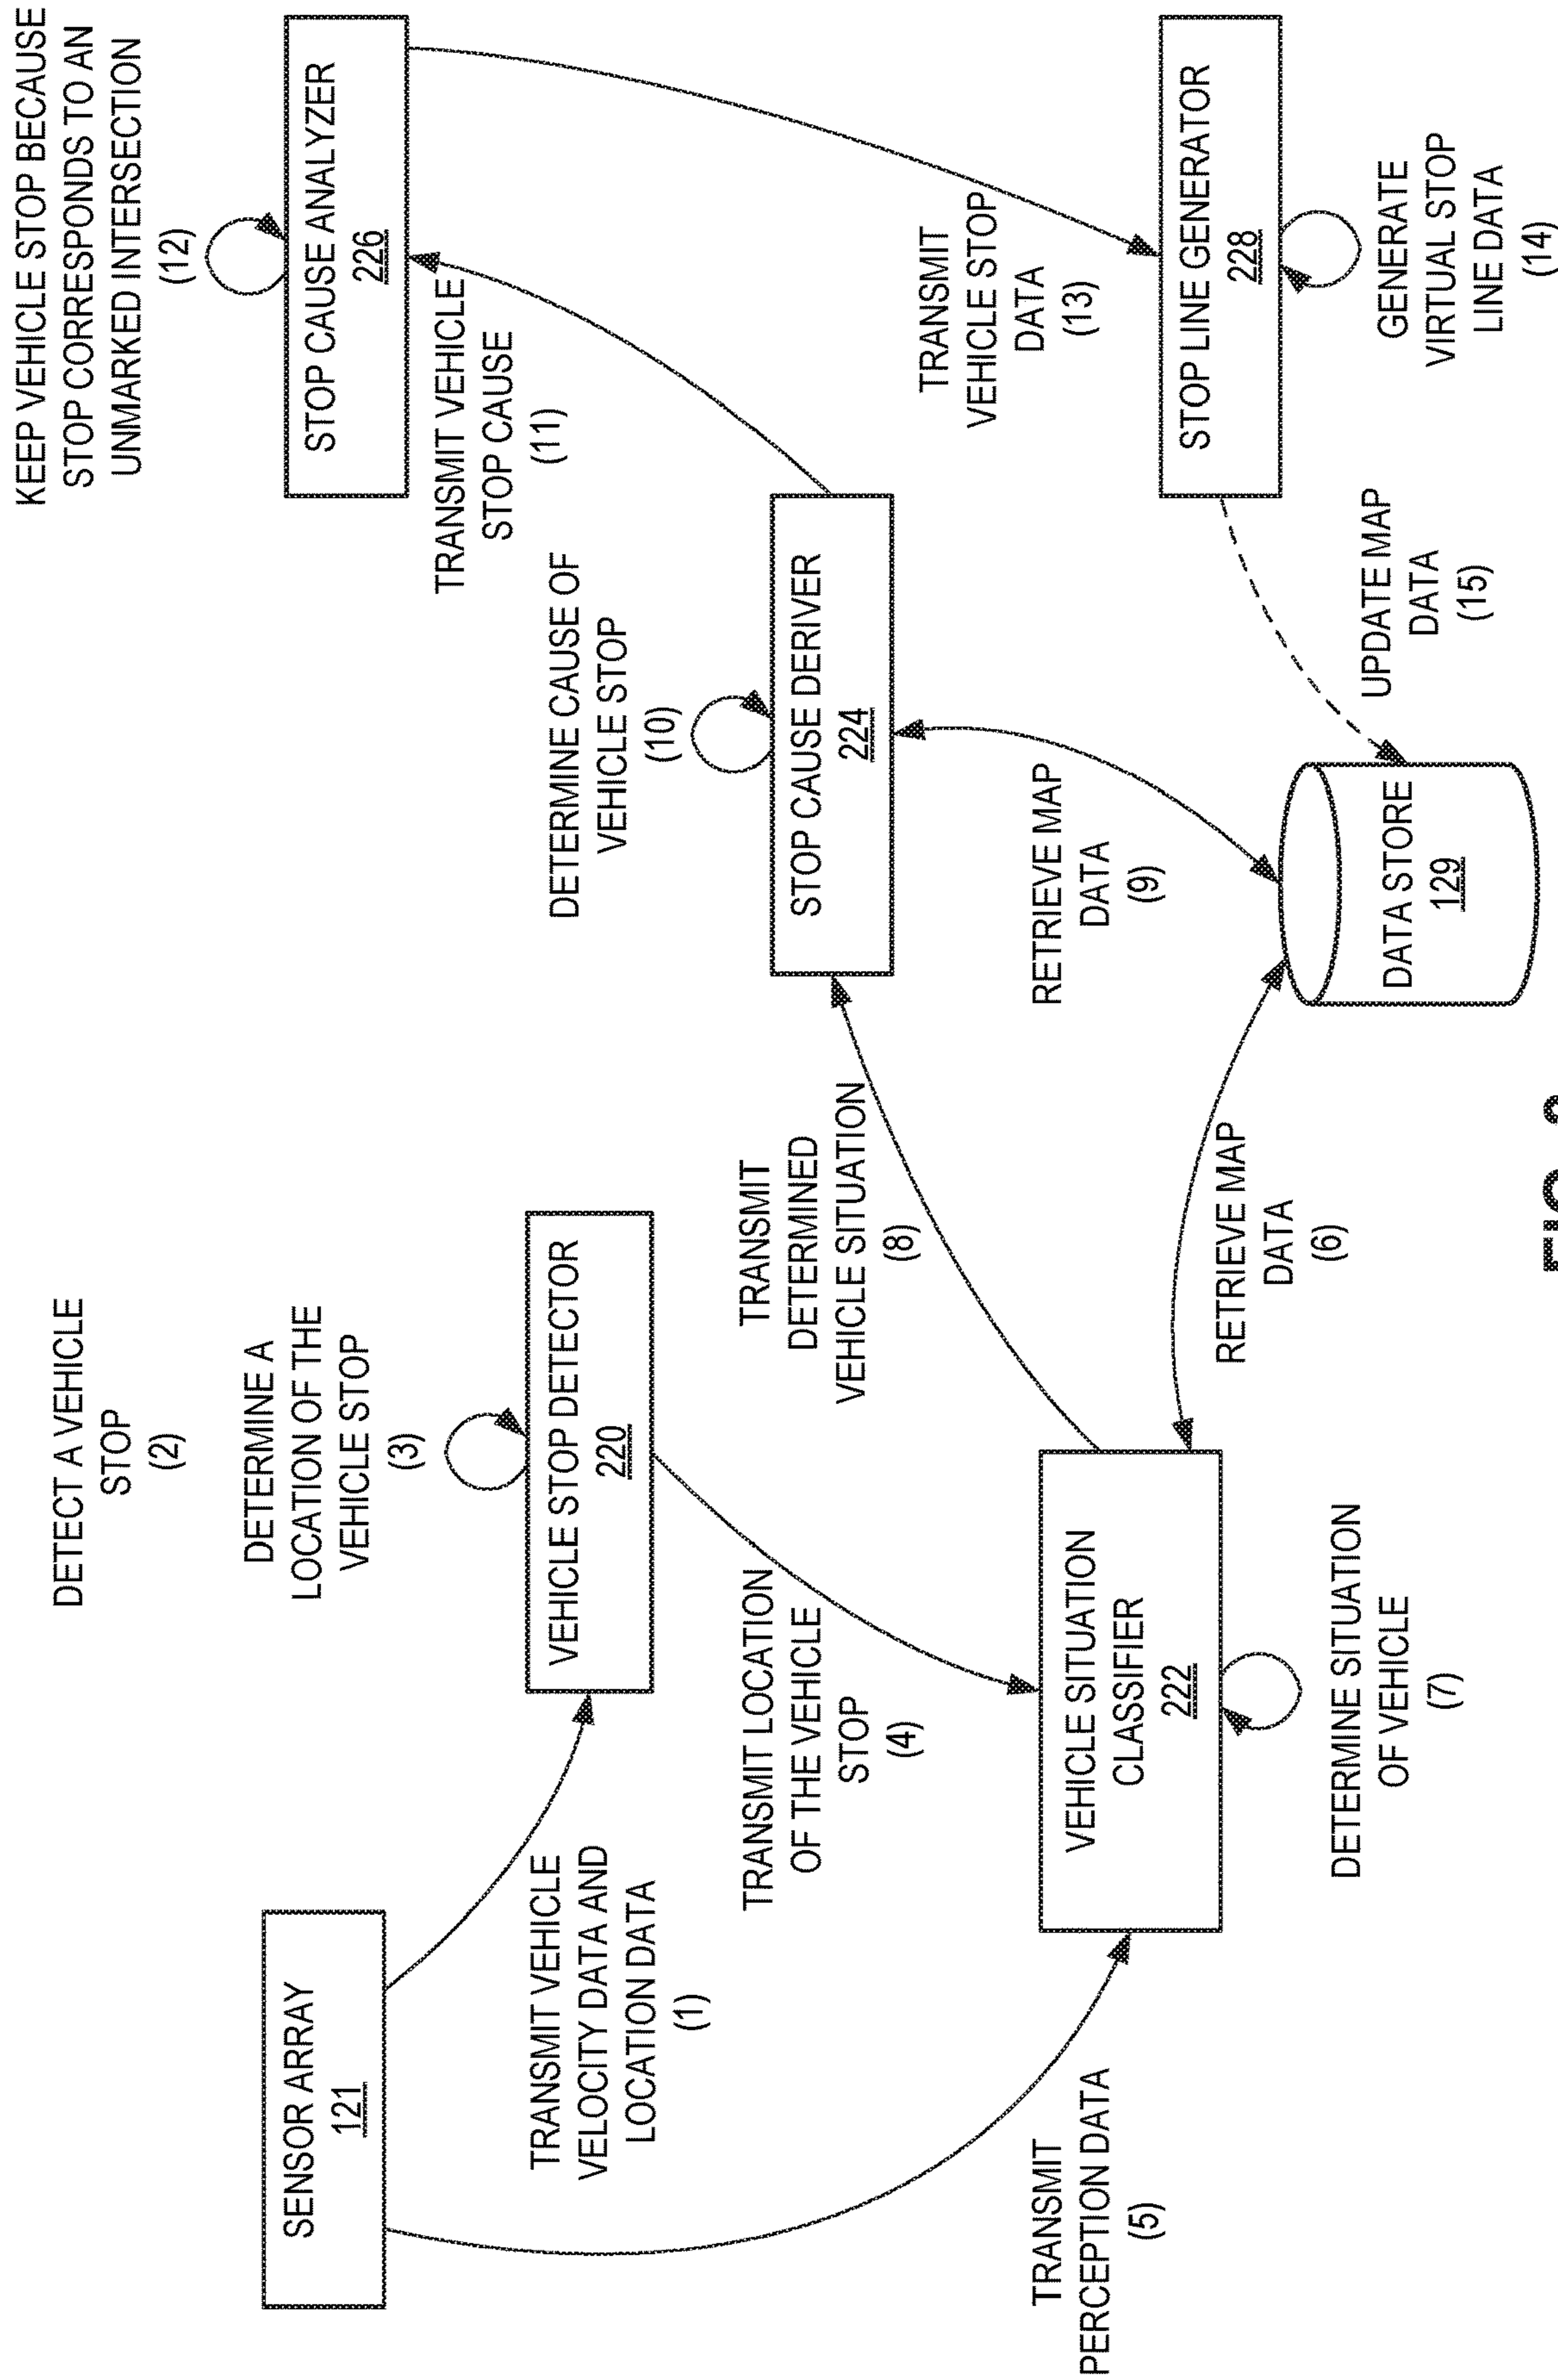 SENSOR ARRAY
121
TRANSMIT VEHICLE
VELOCITY DATA AND
LOCATION DATA
(1)
DETECT A VEHICLE
STOP
(2)
DETERMINE A
LOCATION OF THE
VEHICLE STOP
(3)
VEHICLE STOP DETECTOR
220
TRANSMIT LOCATION
OF THE VEHICLE
STOP
(4)
TRANSMIT
PERCEPTION DATA
(5)
VEHICLE SITUATION
CLASSIFIER
222
RETRIEVE MAP
DATA
(6)
DETERMINE SITUATION
OF VEHICLE
(7)
TRANSMIT
DETERMINED
VEHICLE SITUATION
(8)
RETRIEVE MAP
DATA
(9)
DATA STORE
129
DETERMINE CAUSE OF
VEHICLE STOP
(10)
STOP CAUSE DERIVER
224
TRANSMIT VEHICLE
STOP CAUSE
(11)
KEEP VEHICLE STOP BECAUSE
STOP CORRESPONDS TO AN
UNMARKED INTERSECTION
(12)
STOP CAUSE ANALYZER
226
TRANSMIT
VEHICLE STOP
DATA
(13)
STOP LINE GENERATOR
228
GENERATE
VIRTUAL STOP
LINE DATA
(14)
UPDATE MAP
DATA
(15)